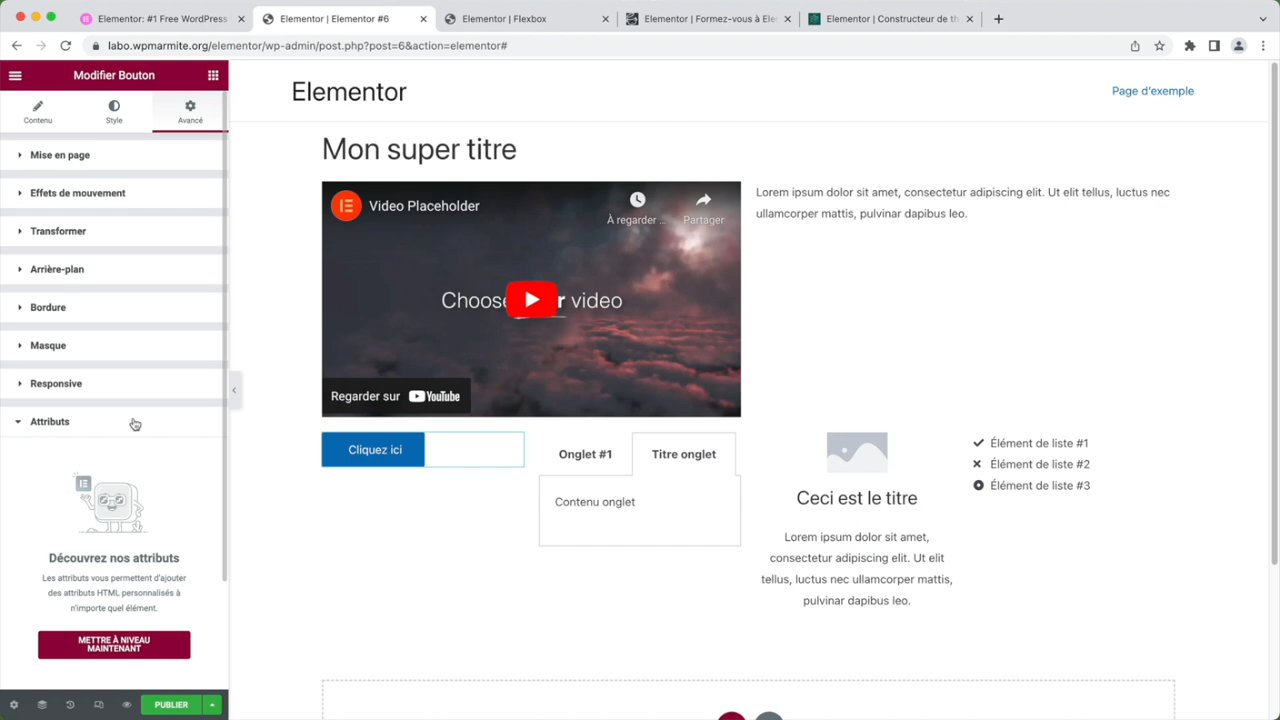 Elementor: #1 Free WordPress
Elementor | Elementor #6
Elementor | Flexbox
Elementor | Formez-vous à Ele
Elementor | Constructeur de th
labo.wpmarmite.org/elementor/wp-admin/post.php?post=6&action=elementor#
Modifier Bouton
Contenu
Style
Avancé
Mise en page
Effets de mouvement
Transformer
Arrière-plan
Bordure
Masque
Responsive
Attributs
Découvrez nos attributs
Les attributs vous permettent d'ajouter
des attributs HTML personnalisés à
n'importe quel élément.
METTRE À NIVEAU
MAINTENANT
PUBLIER
Elementor
Page d'exemple
Mon super titre
Video Placeholder
À regarder ...
Partager
Choose
r video
Regarder sur YouTube
Lorem ipsum dolor sit amet, consectetur adipiscing elit. Ut elit tellus, luctus nec
ullamcorper mattis, pulvinar dapibus leo.
Cliquez ici
Onglet #1
Titre onglet
Contenu onglet
Ceci est le titre
Lorem ipsum dolor sit amet,
consectetur adipiscing elit. Ut elit
tellus, luctus nec ullamcorper mattis,
pulvinar dapibus leo.
Élément de liste #1
Élément de liste #2
Élément de liste #3